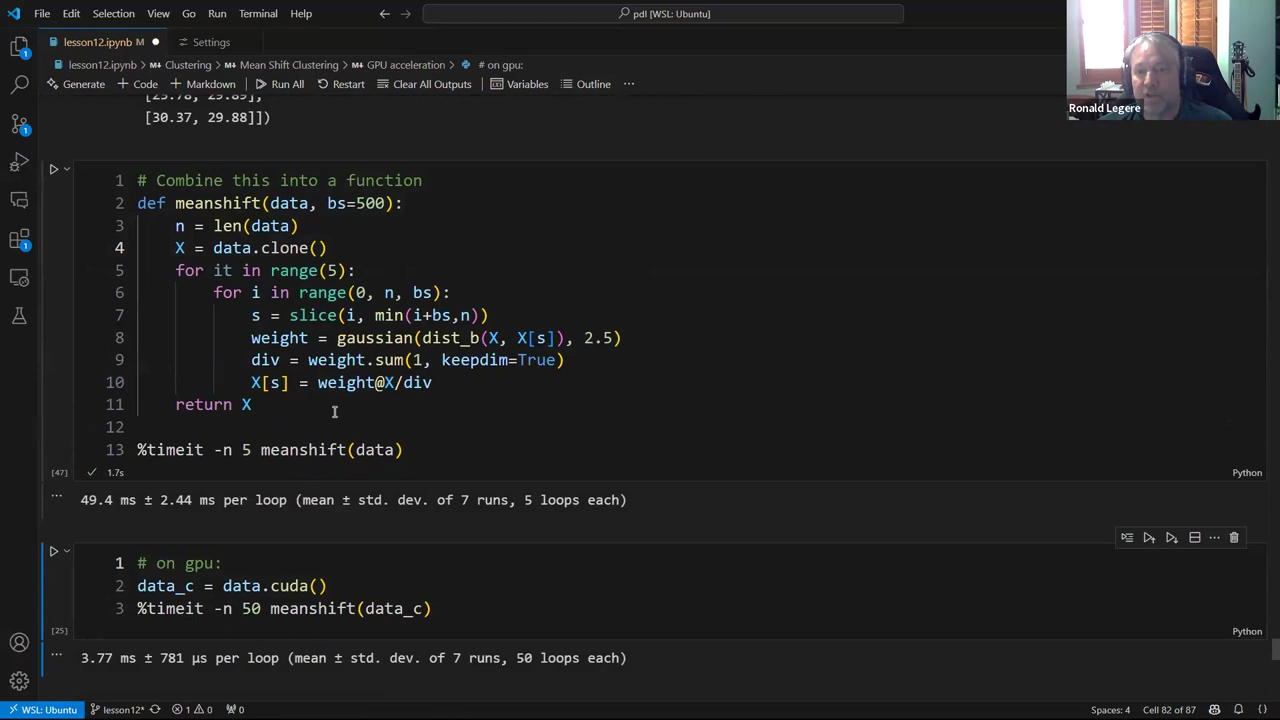 File Edit Selection View Go Run Terminal Help
pdl [WSL: Ubuntu]
lesson12.ipynb M
Settings
lesson12.ipynb > Clustering > Mean Shift Clustering > GPU acceleration > # on gpu:
Generate + Code + Markdown Run All Restart Clear All Outputs Variables Outline ...
Ronald Legere
[30.37, 29.88]])
1 # Combine this into a function
2 def meanshift(data, bs=500):
3 n = len(data)
4 X = data.clone()
5 for it in range(5):
6 for i in range(0, n, bs):
7 s = slice(i, min(i+bs,n))
8 weight = gaussian(dist_b(X, X[s]), 2.5)
9 div = weight.sum(1, keepdim=True)
10 X[s] = weight@X/div
11 return X
12
13 %timeit -n 5 meanshift(data)
[47] ✓ 1.7s Python
... 49.4 ms ± 2.44 ms per loop (mean ± std. dev. of 7 runs, 5 loops each)
1 # on gpu:
2 data_c = data.cuda()
3 %timeit -n 50 meanshift(data_c)
[25] Python
... 3.77 ms ± 781 µs per loop (mean ± std. dev. of 7 runs, 50 loops each)
WSL: Ubuntu lesson12* 1 0 0 Spaces: 4 Cell 82 of 87